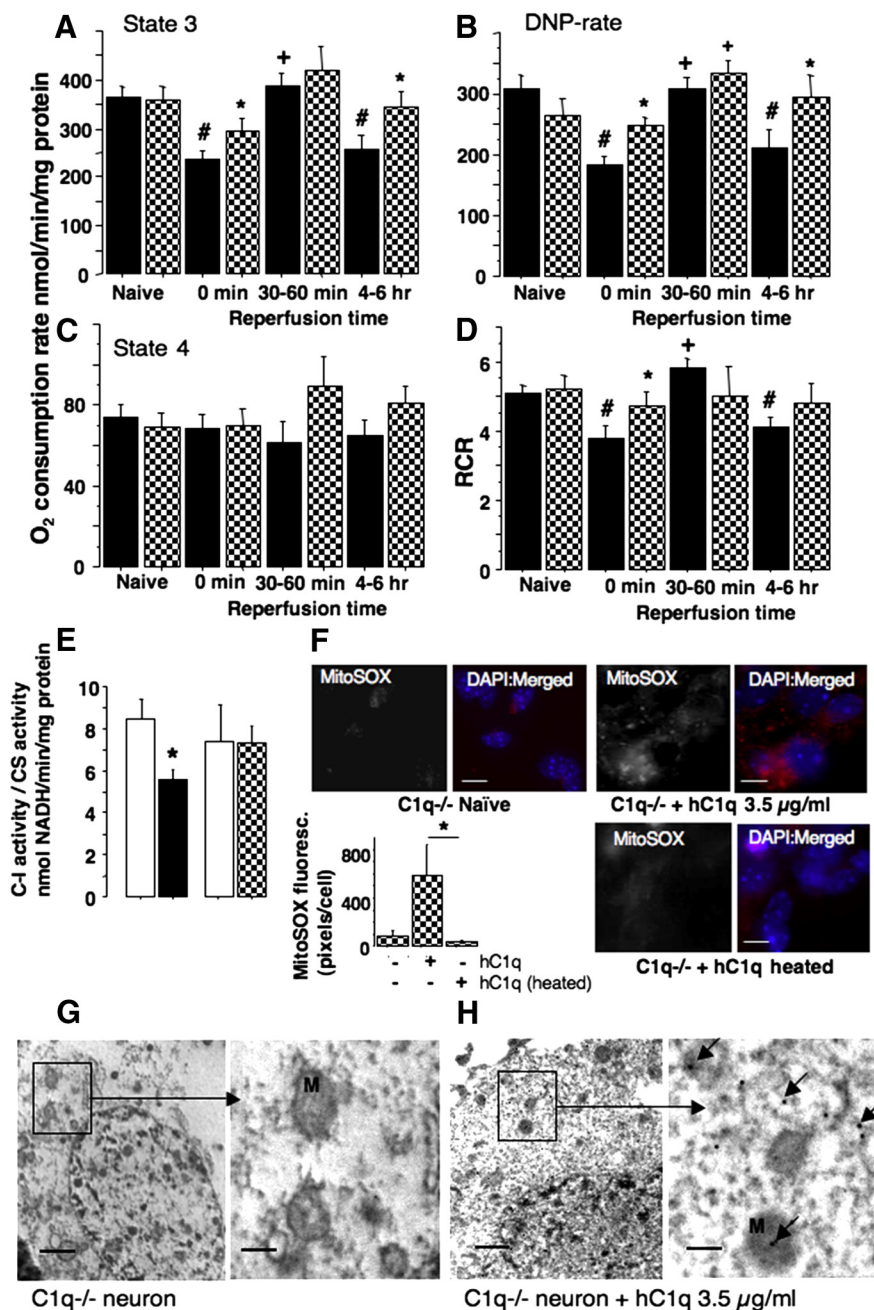 A
State 3
O2 consumption rate nmol/min/mg protein
400
300
200
100
0
Naive
0 min
30-60 min
4-6 hr
Reperfusion time
#
*
+
#
*
B
DNP-rate
300
200
100
0
Naive
0 min
30-60 min
4-6 hr
Reperfusion time
#
*
+
+
#
*
C
State 4
80
60
40
20
0
Naive
0 min
30-60 min
4-6 hr
Reperfusion time
D
RCR
6
4
2
0
Naive
0 min
30-60 min
4-6 hr
Reperfusion time
#
*
+
#
E
C-I activity / CS activity
nmol NADH/min/mg protein
10
8
6
4
2
0
*
F
MitoSOX
DAPI:Merged
C1q-/- Naïve
MitoSOX
DAPI:Merged
C1q-/- + hC1q 3.5 µg/ml
MitoSOX fluoresc.
(pixels/cell)
800
400
0
*
- + - hC1q
- - + hC1q (heated)
MitoSOX
DAPI:Merged
C1q-/- + hC1q heated
G
M
C1q-/- neuron
H
M
C1q-/- neuron + hC1q 3.5 µg/ml